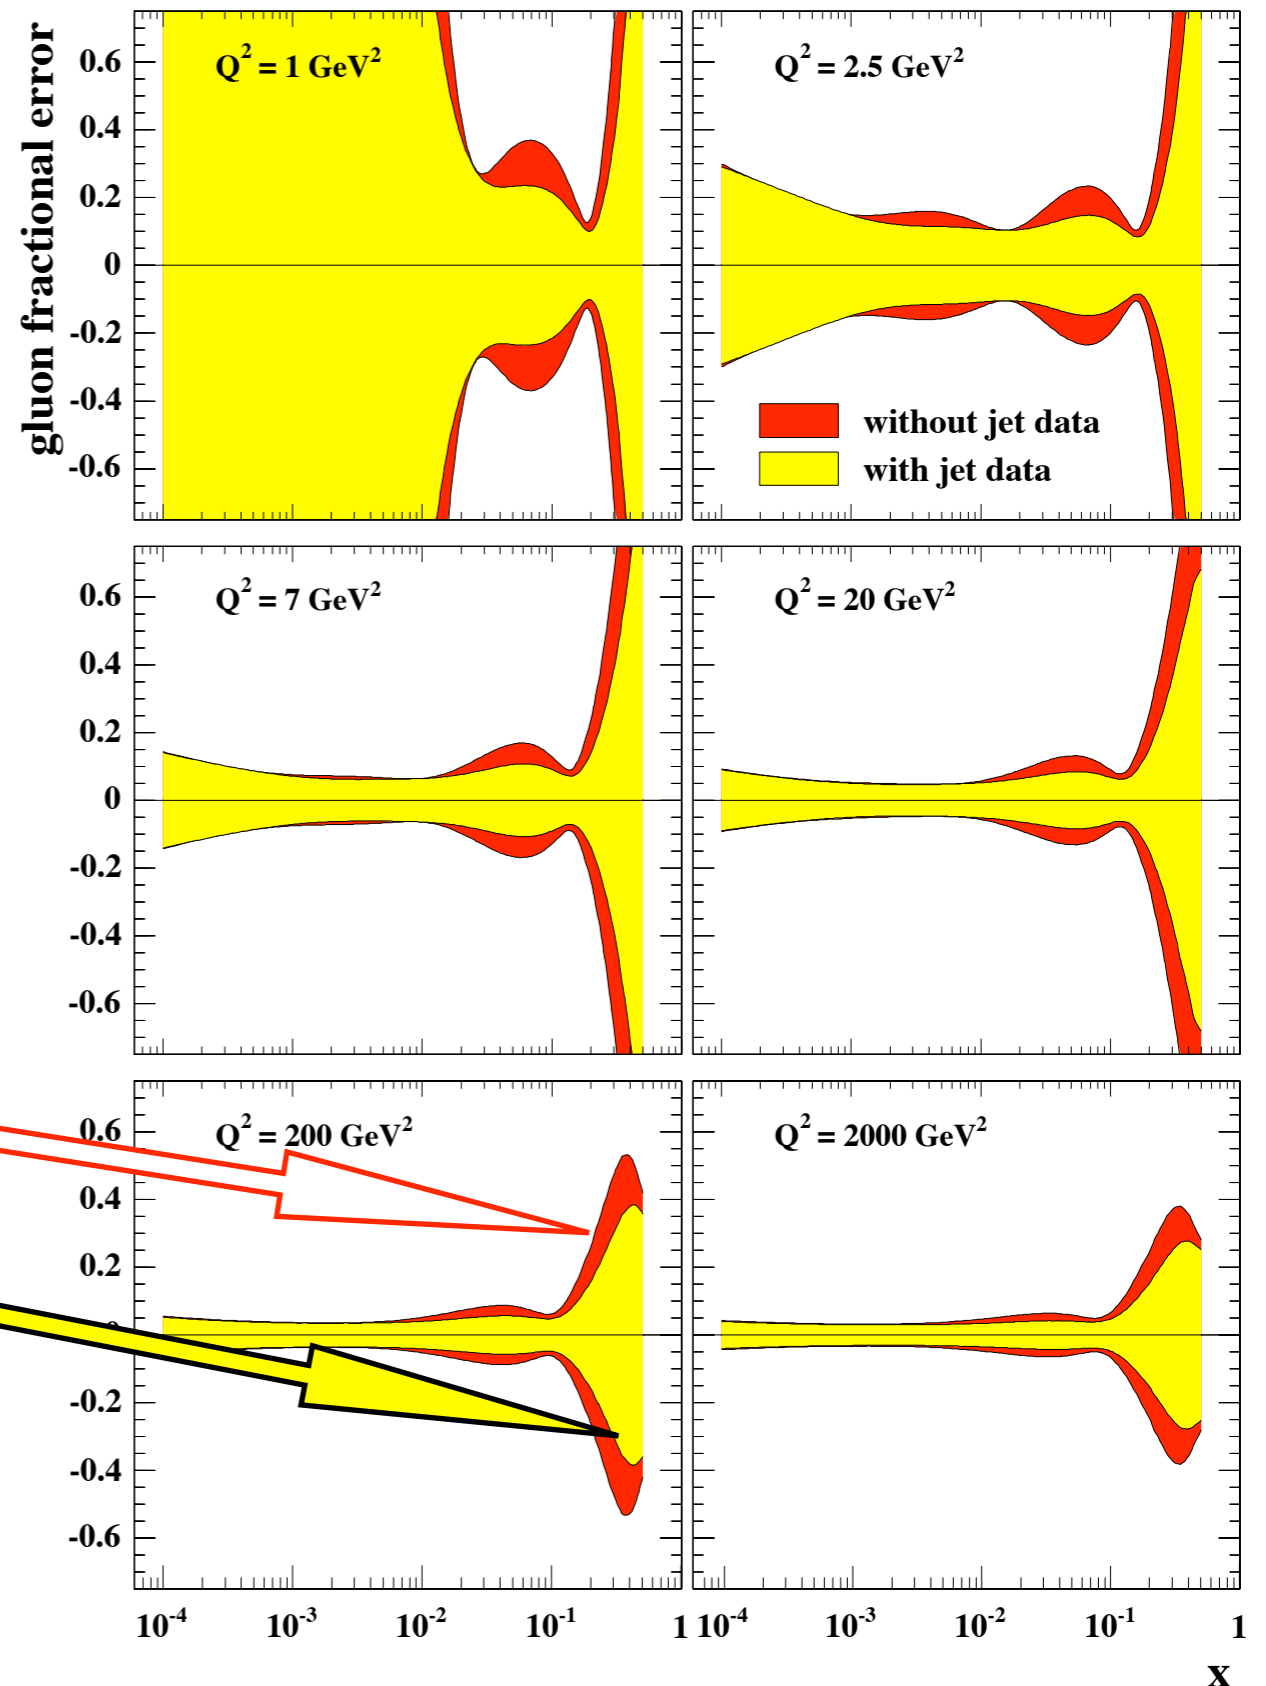 gluon fractional error
Q² = 1 GeV²
Q² = 2.5 GeV²
0.6
0.4
0.2
0
-0.2
-0.4
-0.6
without jet data
with jet data
Q² = 7 GeV²
Q² = 20 GeV²
0.6
0.4
0.2
0
-0.2
-0.4
-0.6
Q² = 200 GeV²
Q² = 2000 GeV²
0.6
0.4
0.2
0
-0.2
-0.4
-0.6
10⁻⁴ 10⁻³ 10⁻² 10⁻¹ 1 10⁻⁴ 10⁻³ 10⁻² 10⁻¹ 1
x